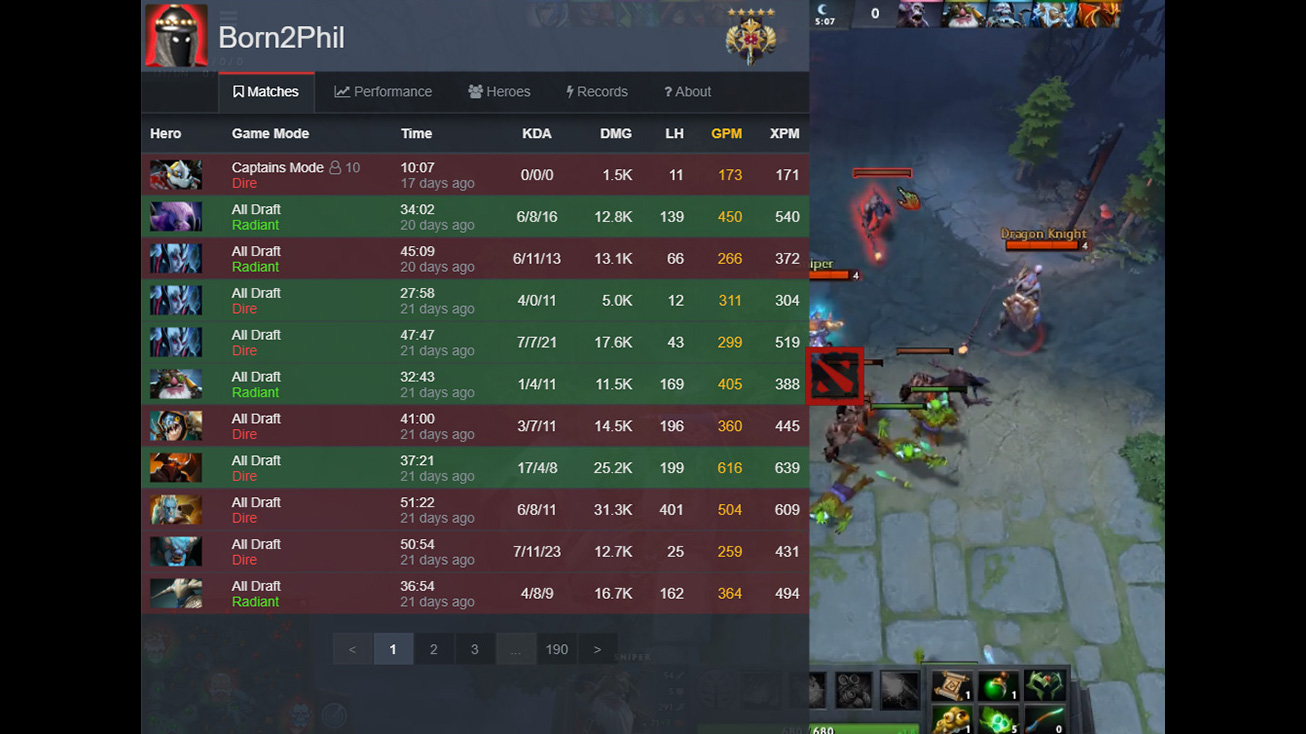 Born2Phil
5:07 0
Matches Performance Heroes Records ? About
Hero Game Mode Time KDA DMG LH GPM XPM
Captains Mode 10 10:07 0/0/0 1.5K 11 173 171
Dire 17 days ago
All Draft 34:02 6/8/16 12.8K 139 450 540
Radiant 20 days ago
All Draft 45:09 6/11/13 13.1K 66 266 372
Radiant 20 days ago
All Draft 27:58 4/0/11 5.0K 12 311 304
Dire 21 days ago
All Draft 47:47 7/7/21 17.6K 43 299 519
Dire 21 days ago
All Draft 32:43 1/4/11 11.5K 169 405 388
Radiant 21 days ago
All Draft 41:00 3/7/11 14.5K 196 360 445
Dire 21 days ago
All Draft 37:21 17/4/8 25.2K 199 616 639
Dire 21 days ago
All Draft 51:22 6/8/11 31.3K 401 504 609
Dire 21 days ago
All Draft 50:54 7/11/23 12.7K 25 259 431
Dire 21 days ago
All Draft 36:54 4/8/9 16.7K 162 364 494
Radiant 21 days ago
< 1 2 3 ... 190 >
Dragon Knight
4
iper
4
SNIPER
1 1
1 5 0
/680